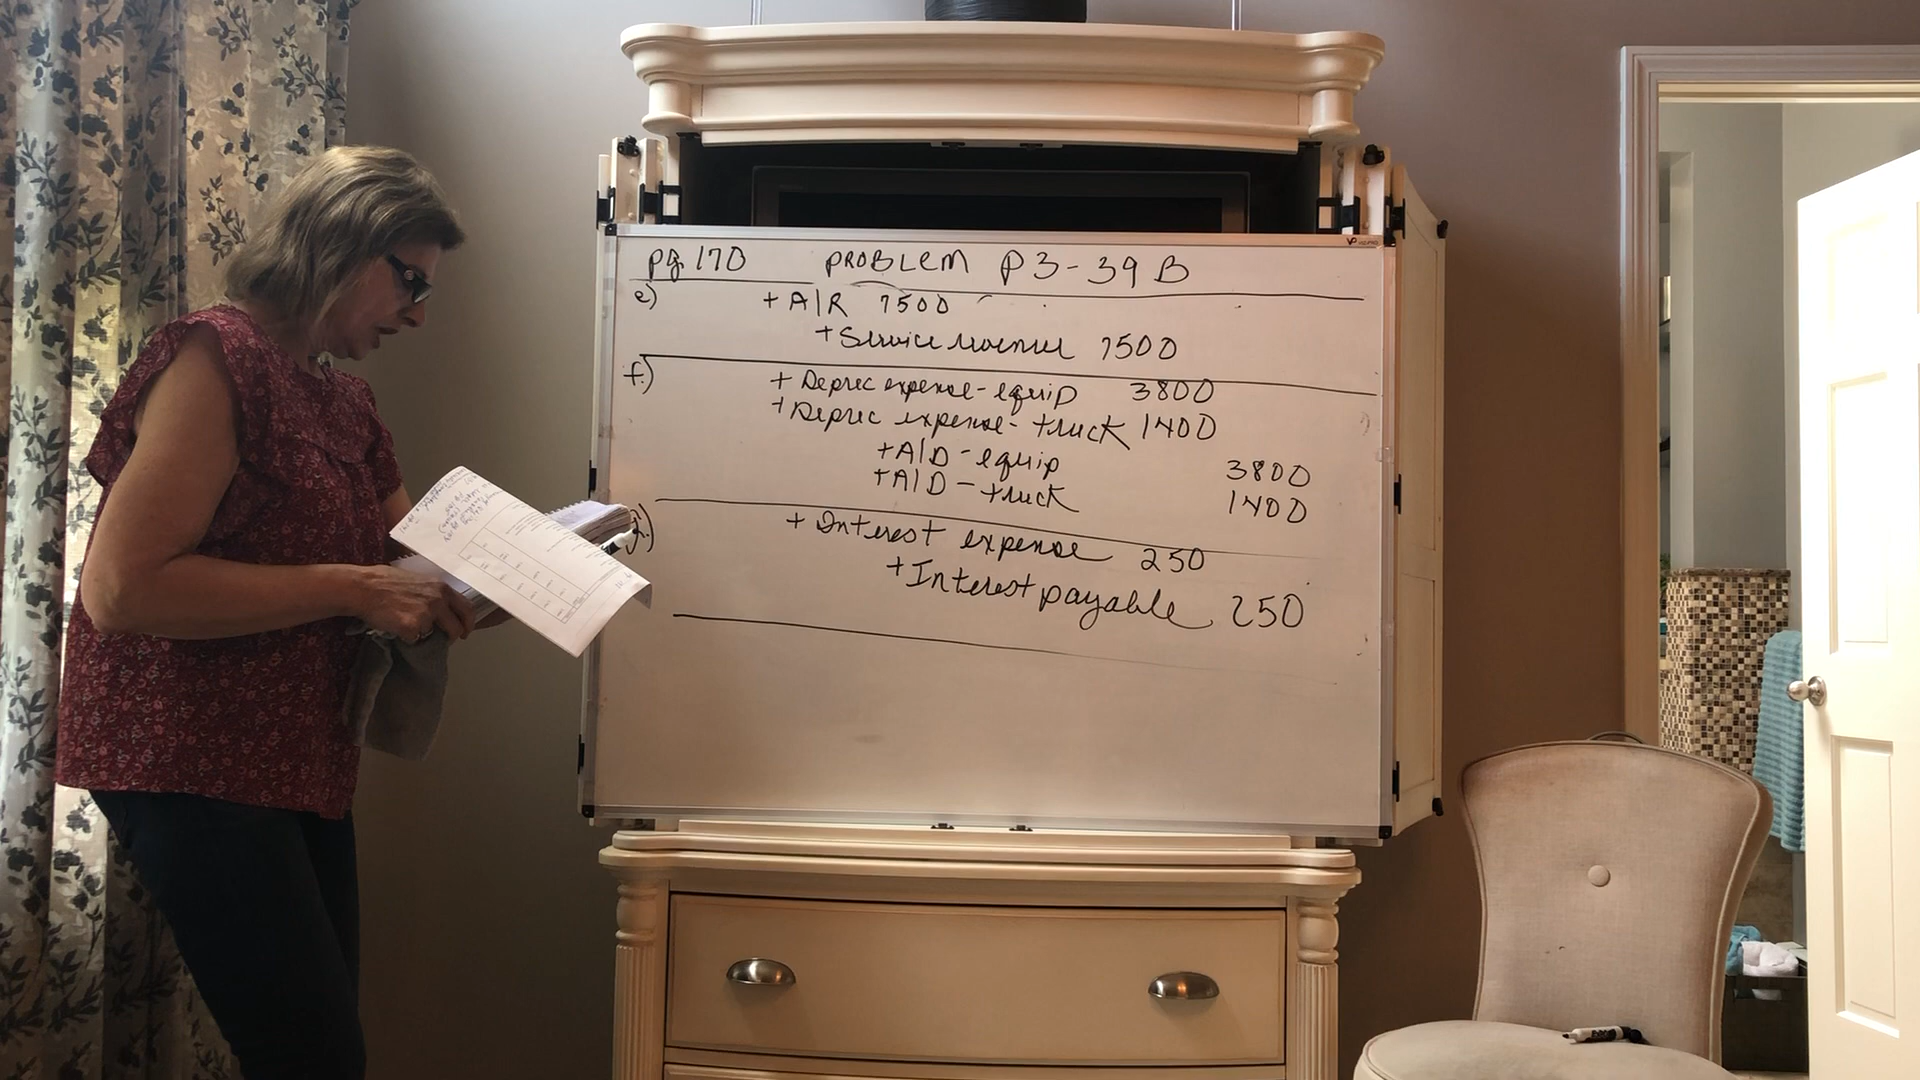 pg. 170 PROBLEM P3-39B
e) + A/R 7500
+ Service revenue 7500
f.) + Deprec expense - equip 3800
+ Deprec expense - truck 1400
+ A/D - equip 3800
+ A/D - truck 1400
g.) + Interest expense 250
+ Interest payable 250